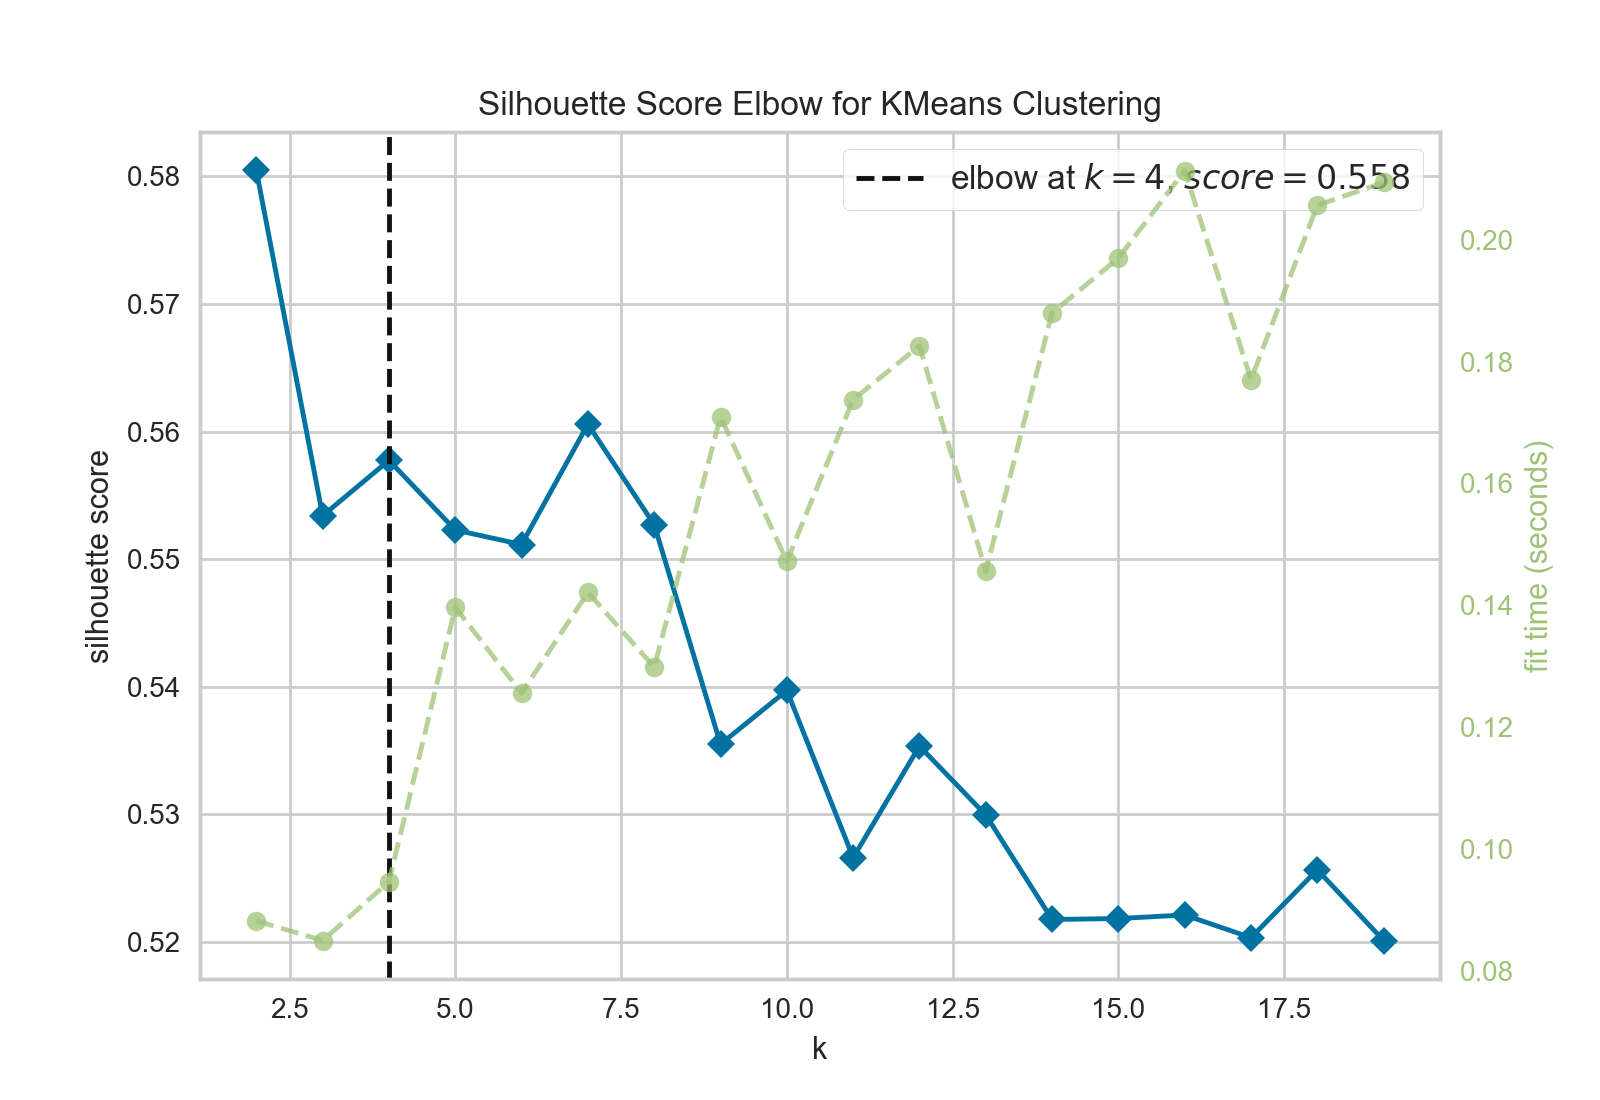 Silhouette Score Elbow for KMeans Clustering
elbow at k = 4, score = 0.558
0.58
0.57
0.56
0.55
0.54
0.53
0.52
silhouette score
0.20
0.18
0.16
0.14
0.12
0.10
0.08
fit time (seconds)
2.5 5.0 7.5 10.0 12.5 15.0 17.5
k